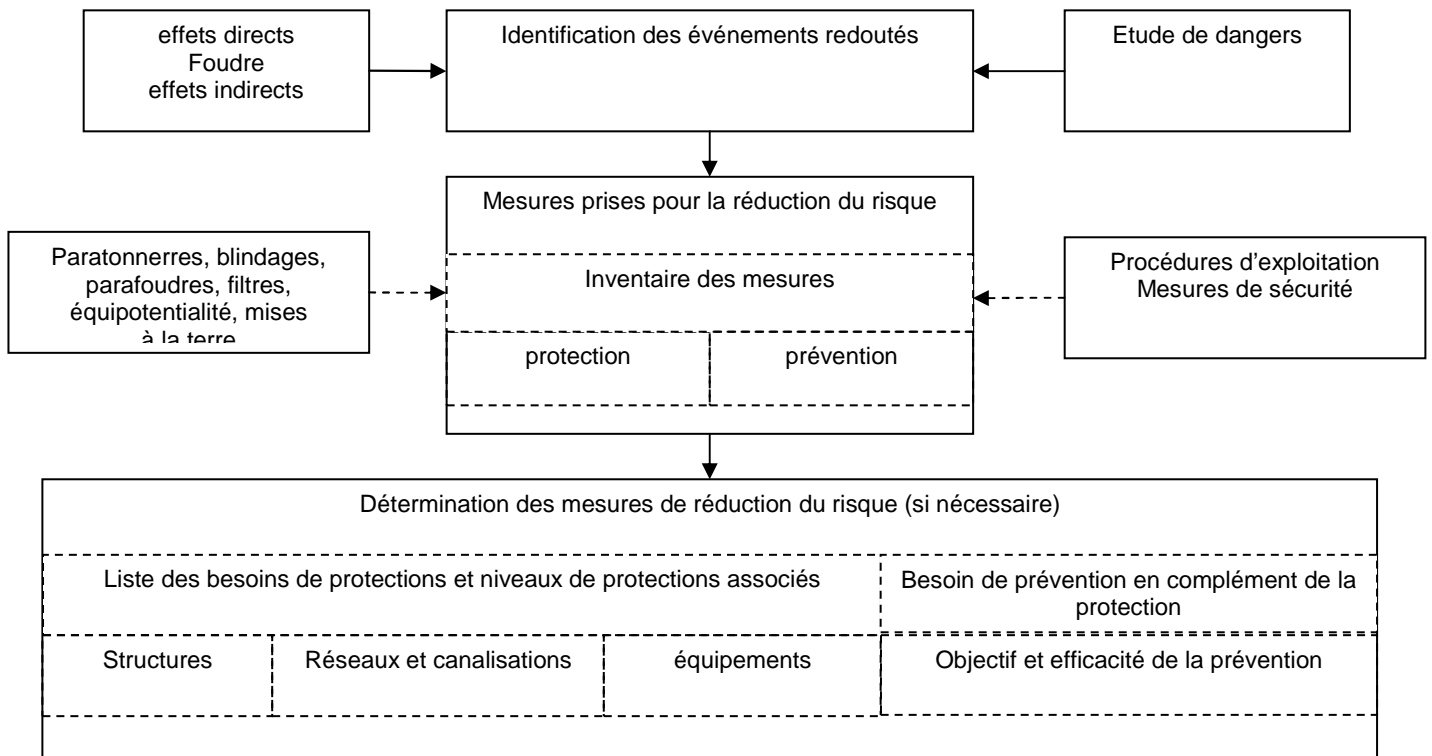 effets directs
Foudre
effets indirects
Identification des événements redoutés
Etude de dangers
Mesures prises pour la réduction du risque
Paratonnerres, blindages,
parafoudres, filtres,
équipotentialité, mises
à la terre
Inventaire des mesures
Procédures d’exploitation
Mesures de sécurité
protection
prévention
Détermination des mesures de réduction du risque (si nécessaire)
Liste des besoins de protections et niveaux de protections associés
Besoin de prévention en complément de la
protection
Structures
Réseaux et canalisations
équipements
Objectif et efficacité de la prévention